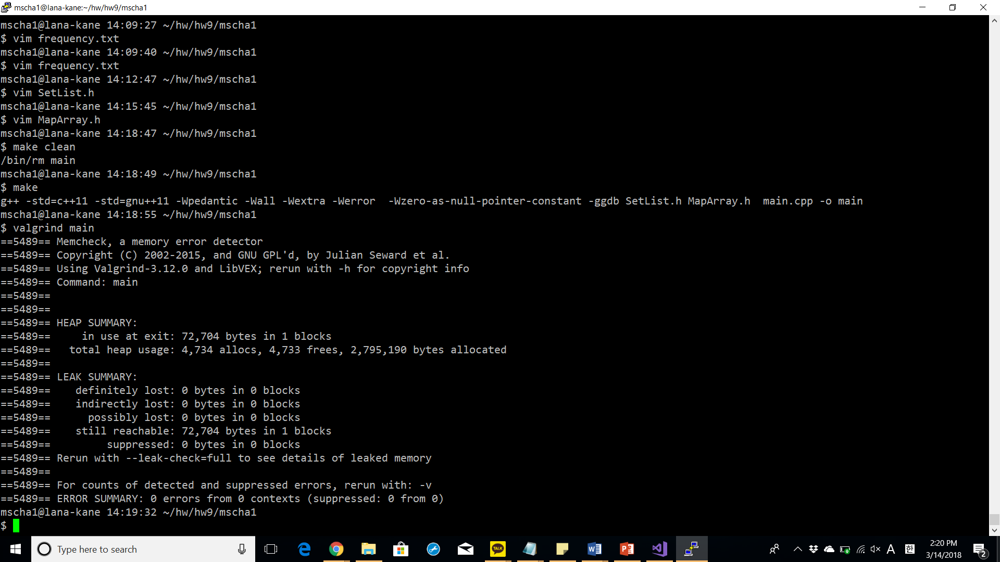 mscha1@lana-kane:~/hw/hw9/mscha1
mscha1@lana-kane 14:09:27 ~/hw/hw9/mscha1
$ vim frequency.txt
mscha1@lana-kane 14:09:40 ~/hw/hw9/mscha1
$ vim frequency.txt
mscha1@lana-kane 14:12:47 ~/hw/hw9/mscha1
$ vim SetList.h
mscha1@lana-kane 14:15:45 ~/hw/hw9/mscha1
$ vim MapArray.h
mscha1@lana-kane 14:18:47 ~/hw/hw9/mscha1
$ make clean
/bin/rm main
mscha1@lana-kane 14:18:49 ~/hw/hw9/mscha1
$ make
g++ -std=c++11 -std=gnu++11 -Wpedantic -Wall -Wextra -Werror  -Wzero-as-null-pointer-constant -ggdb SetList.h MapArray.h  main.cpp -o main
mscha1@lana-kane 14:18:55 ~/hw/hw9/mscha1
$ valgrind main
==5489== Memcheck, a memory error detector
==5489== Copyright (C) 2002-2015, and GNU GPL'd, by Julian Seward et al.
==5489== Using Valgrind-3.12.0 and LibVEX; rerun with -h for copyright info
==5489== Command: main
==5489==
==5489==
==5489== HEAP SUMMARY:
==5489==     in use at exit: 72,704 bytes in 1 blocks
==5489==   total heap usage: 4,734 allocs, 4,733 frees, 2,795,190 bytes allocated
==5489==
==5489== LEAK SUMMARY:
==5489==    definitely lost: 0 bytes in 0 blocks
==5489==    indirectly lost: 0 bytes in 0 blocks
==5489==      possibly lost: 0 bytes in 0 blocks
==5489==    still reachable: 72,704 bytes in 1 blocks
==5489==         suppressed: 0 bytes in 0 blocks
==5489== Rerun with --leak-check=full to see details of leaked memory
==5489==
==5489== For counts of detected and suppressed errors, rerun with: -v
==5489== ERROR SUMMARY: 0 errors from 0 contexts (suppressed: 0 from 0)
mscha1@lana-kane 14:19:32 ~/hw/hw9/mscha1
$
Type here to search
TALK
A
한
2:20 PM
3/14/2018
2